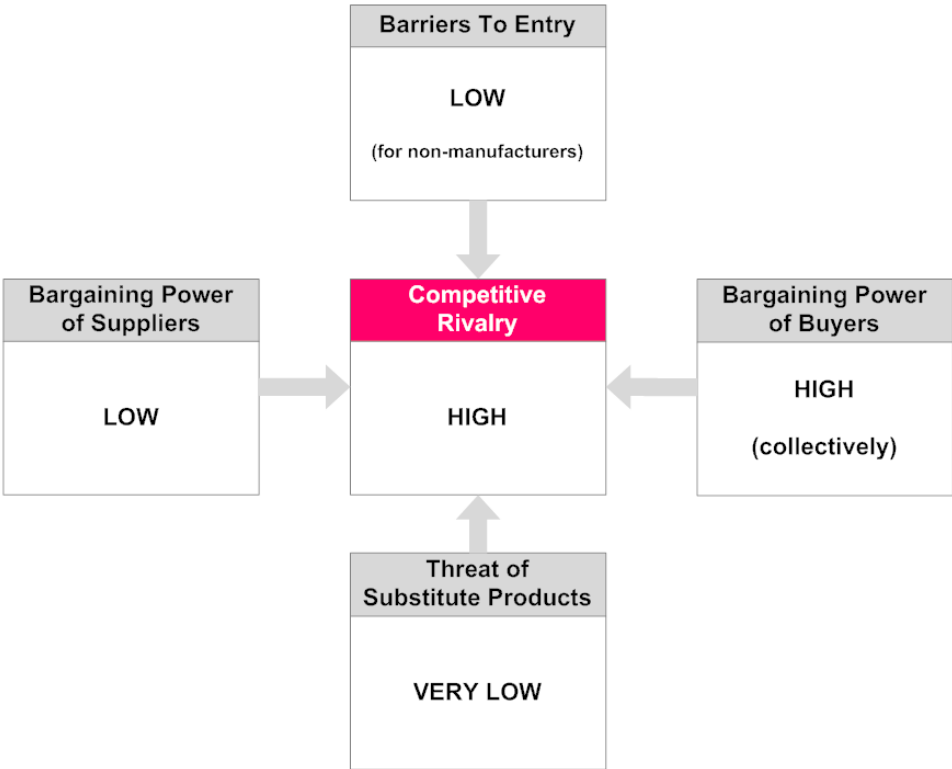 Barriers To Entry
LOW
(for non-manufacturers)
Bargaining Power
of Suppliers
LOW
Competitive
Rivalry
HIGH
Bargaining Power
of Buyers
HIGH
(collectively)
Threat of
Substitute Products
VERY LOW